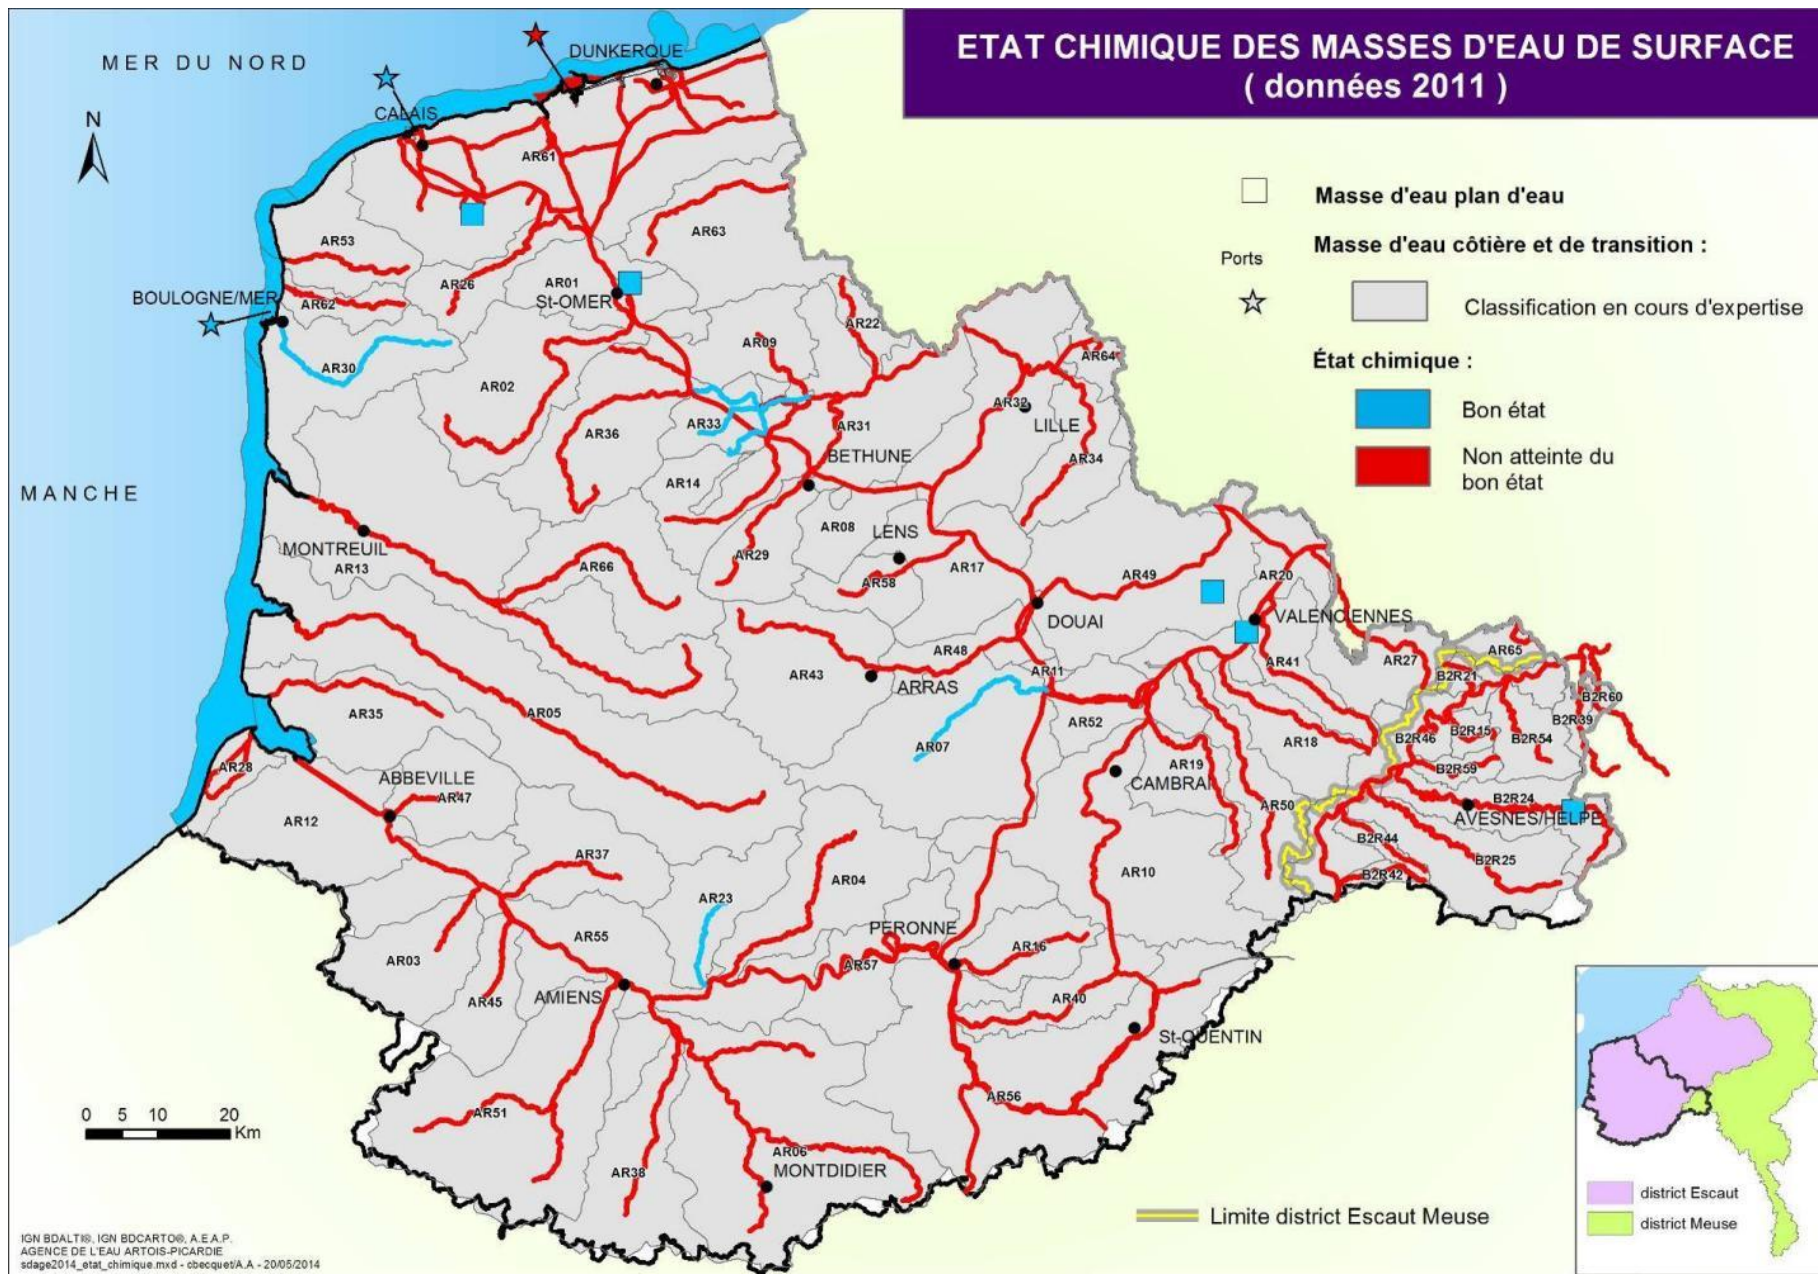 ETAT CHIMIQUE DES MASSES D'EAU DE SURFACE
( données 2011 )
MER DU NORD
DUNKERQUE
CALAIS
N
AR61
Masse d'eau plan d'eau
AR63
AR53
Masse d'eau côtière et de transition :
Ports
AR26
AR01
St-OMER
BOULOGNE/MER
AR62
Classification en cours d'expertise
AR22
AR09
AR64
État chimique :
AR30
AR02
AR32
Bon état
AR33
AR36
AR31
LILLE
BETHUNE
AR34
Non atteinte du
bon état
AR14
MANCHE
AR08
LENS
MONTREUIL
AR29
AR13
AR66
AR58
AR17
AR49
AR20
DOUAI
VALENCIENNES
AR48
AR65
AR43
ARRAS
AR11
AR41
AR27
B2R21
B2R60
AR35
AR05
AR52
B2R39
AR07
AR18
B2R46
B2R15
B2R54
AR28
ABBEVILLE
AR47
CAMBRAI
AR19
B2R59
AR12
AR50
B2R24
AVESNES/HELPE
B2R44
AR37
AR04
AR10
B2R25
B2R42
AR23
AR55
PERONNE
AR16
AR03
AR57
AR45
AMIENS
AR40
St-QUENTIN
0 5 10 20
Km
AR51
AR56
AR38
AR06
MONTDIDIER
district Escaut
Limite district Escaut Meuse
district Meuse
IGN BDALTI®, IGN BDCARTO®, A.E.A.P.
AGENCE DE L'EAU ARTOIS-PICARDIE
sdage2014_etat_chimique.mxd - cbecquet/A.A - 20/05/2014